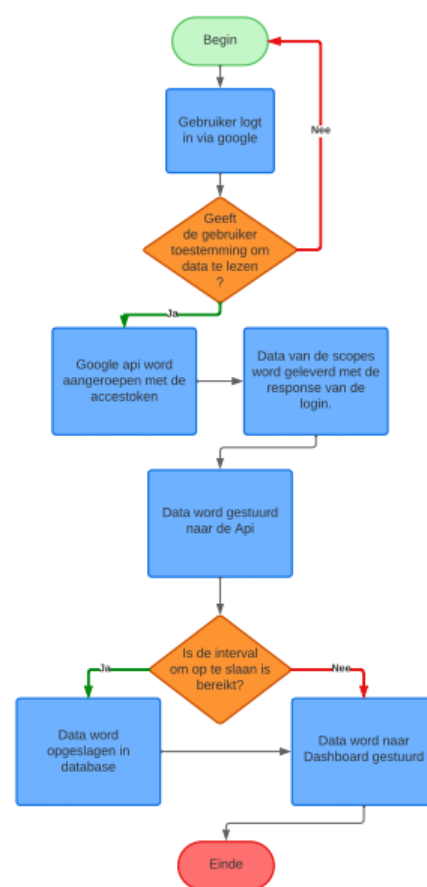 Begin
Nee
Gebruiker logt
in via google
Geeft
de gebruiker
toestemming om
data te lezen
?
Ja
Google api word
aangeroepen met de
accestoken
Data van de scopes
word geleverd met de
response van de
login.
Data word gestuurd
naar de Api
Is de interval
om op te slaan is
bereikt?
Ja
Nee
Data word
opgeslagen in
database
Data word naar
Dashboard gestuurd
Einde